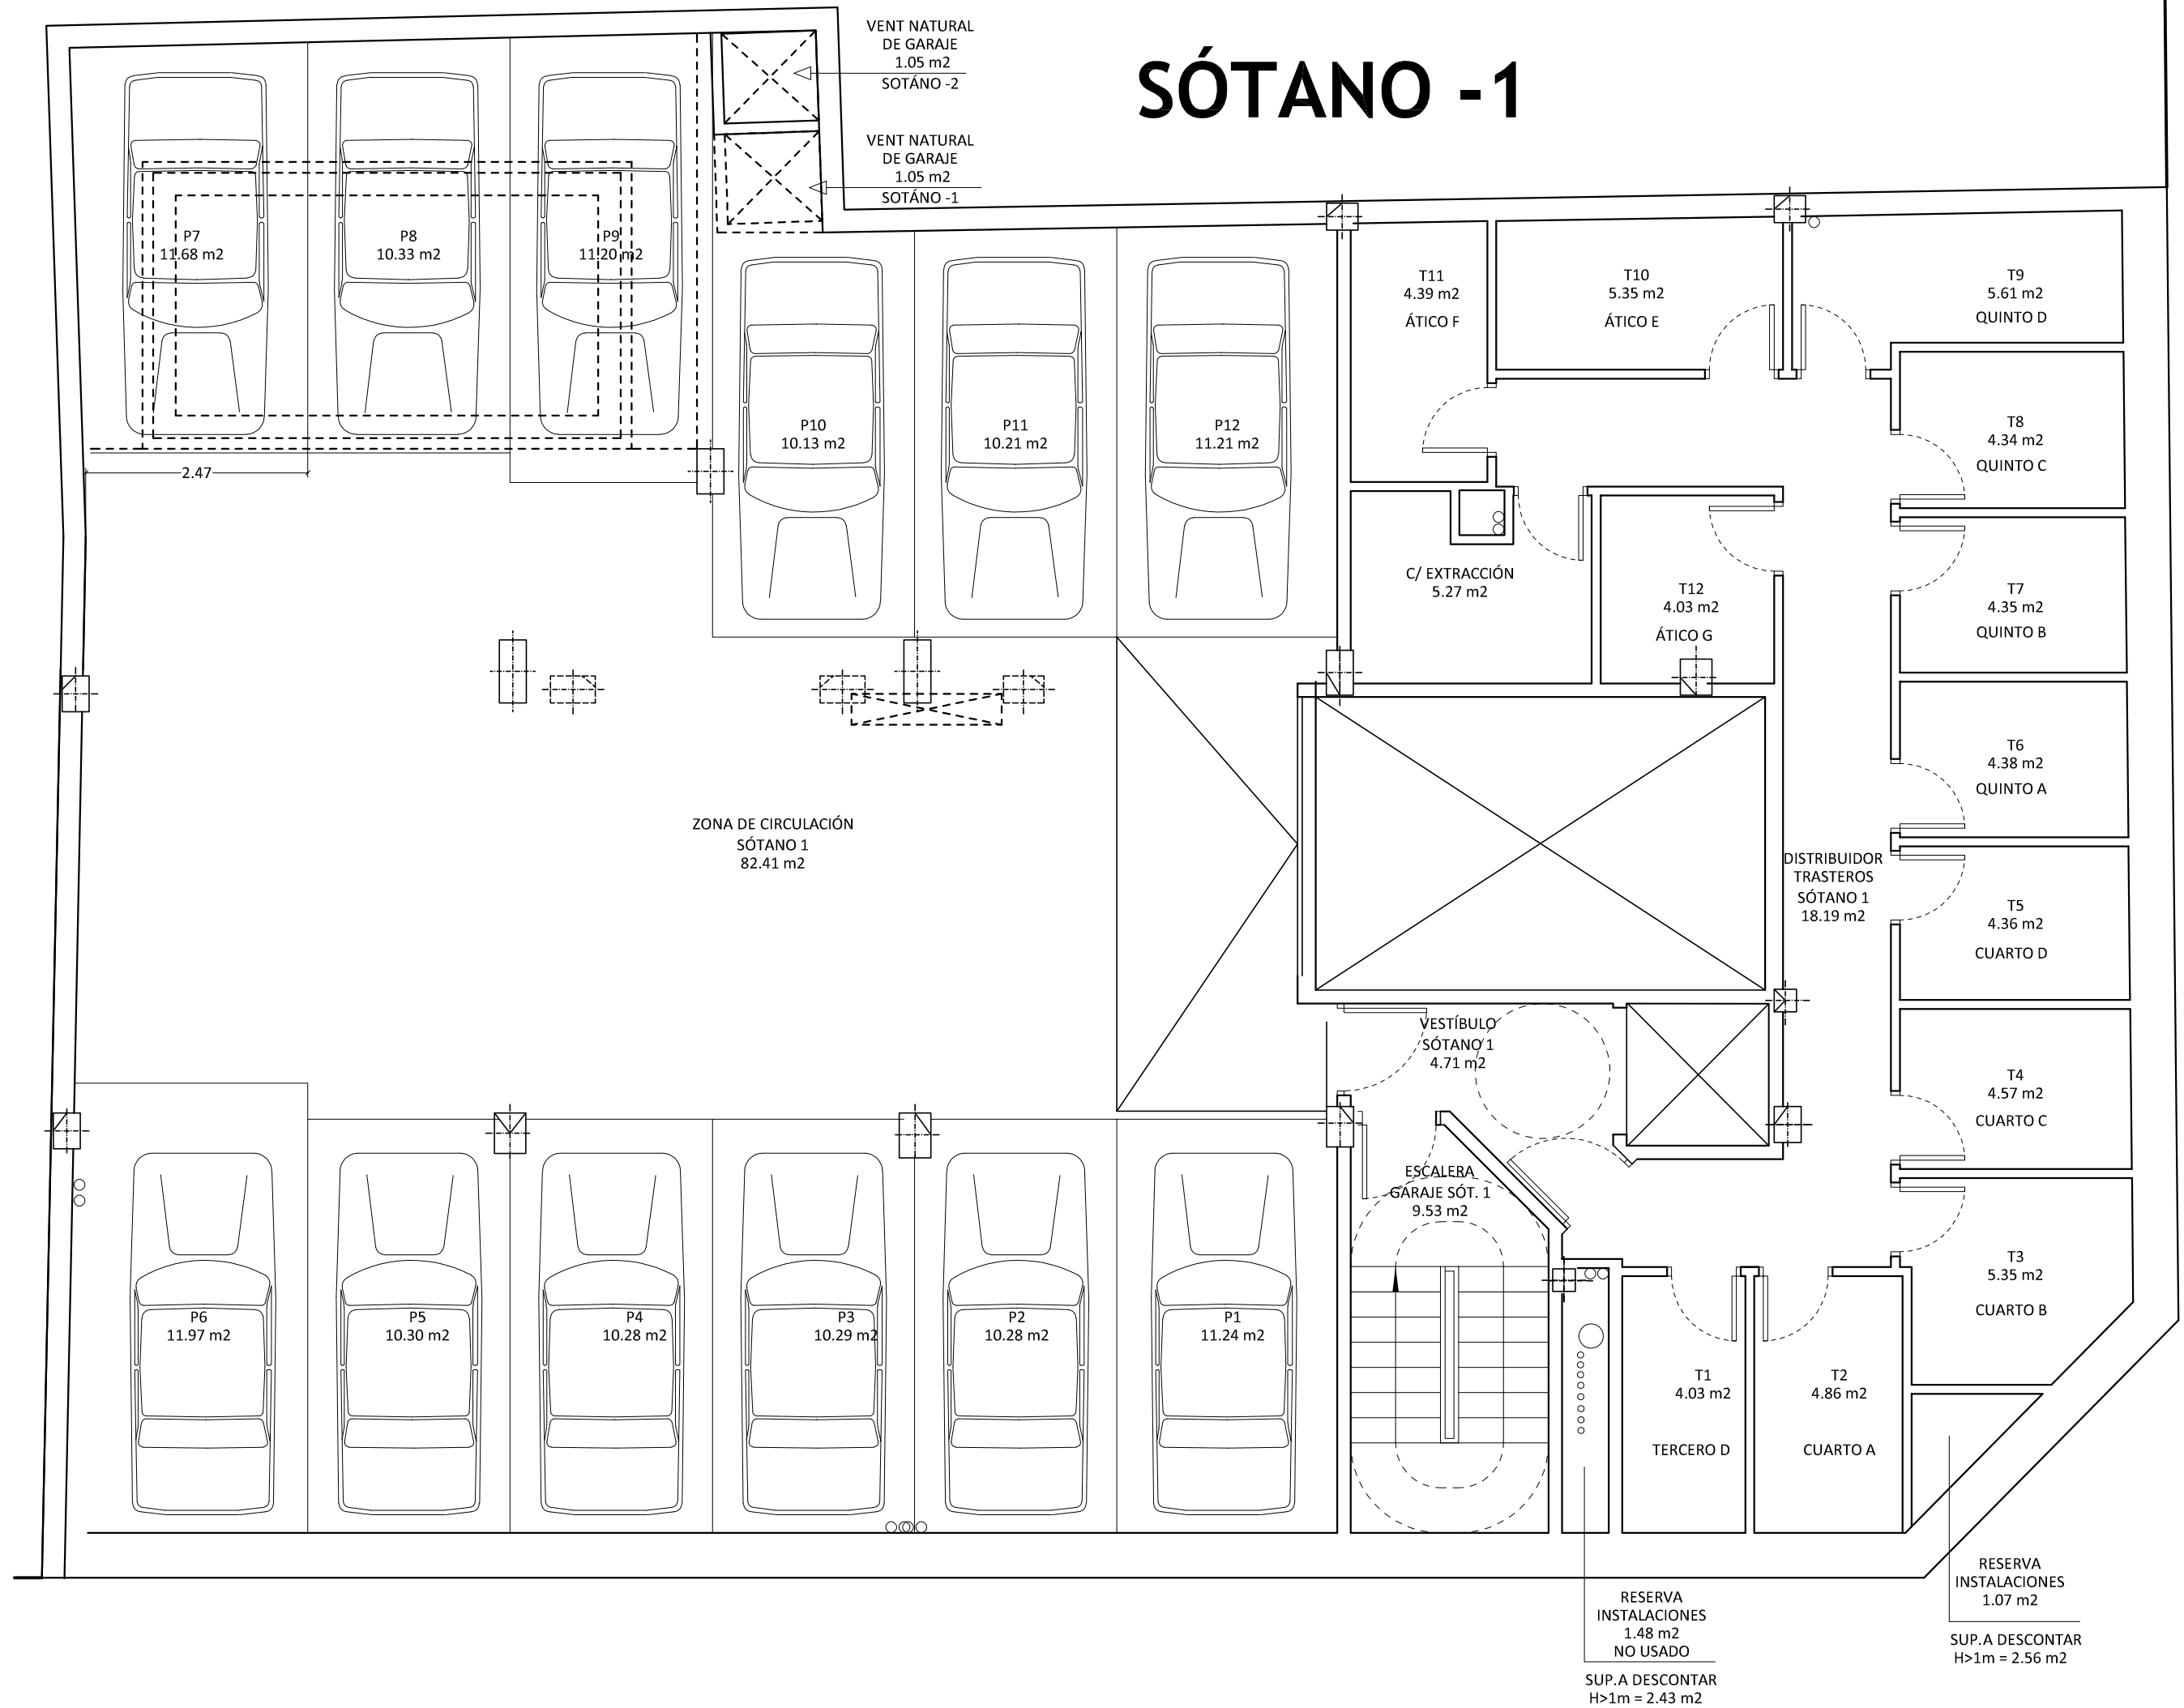 SÓTANO -1
VENT NATURAL
DE GARAJE
1.05 m2
SOTÁNO -2
VENT NATURAL
DE GARAJE
1.05 m2
SOTÁNO -1
P7
11.68 m2
P8
10.33 m2
P9
11.20 m2
2.47
P10
10.13 m2
P11
10.21 m2
P12
11.21 m2
T11
4.39 m2
ÁTICO F
T10
5.35 m2
ÁTICO E
T9
5.61 m2
QUINTO D
T8
4.34 m2
QUINTO C
C/ EXTRACCIÓN
5.27 m2
T12
4.03 m2
ÁTICO G
T7
4.35 m2
QUINTO B
T6
4.38 m2
QUINTO A
ZONA DE CIRCULACIÓN
SÓTANO 1
82.41 m2
DISTRIBUIDOR
TRASTEROS
SÓTANO 1
18.19 m2
T5
4.36 m2
CUARTO D
VESTÍBULO
SÓTANO 1
4.71 m2
T4
4.57 m2
CUARTO C
ESCALERA
GARAJE SÓT. 1
9.53 m2
T3
5.35 m2
CUARTO B
P6
11.97 m2
P5
10.30 m2
P4
10.28 m2
P3
10.29 m2
P2
10.28 m2
P1
11.24 m2
T1
4.03 m2
TERCERO D
T2
4.86 m2
CUARTO A
RESERVA
INSTALACIONES
1.48 m2
NO USADO
SUP.A DESCONTAR
H>1m = 2.43 m2
RESERVA
INSTALACIONES
1.07 m2
SUP.A DESCONTAR
H>1m = 2.56 m2